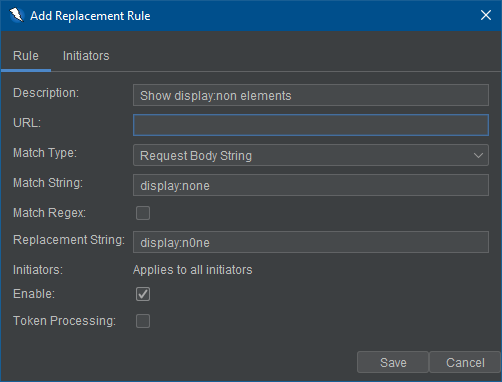 Add Replacement Rule
Rule Initiators
Description: Show display:non elements
URL:
Match Type: Request Body String
Match String: display:none
Match Regex:
Replacement String: display:n0ne
Initiators: Applies to all initiators
Enable:
Token Processing:
Save Cancel